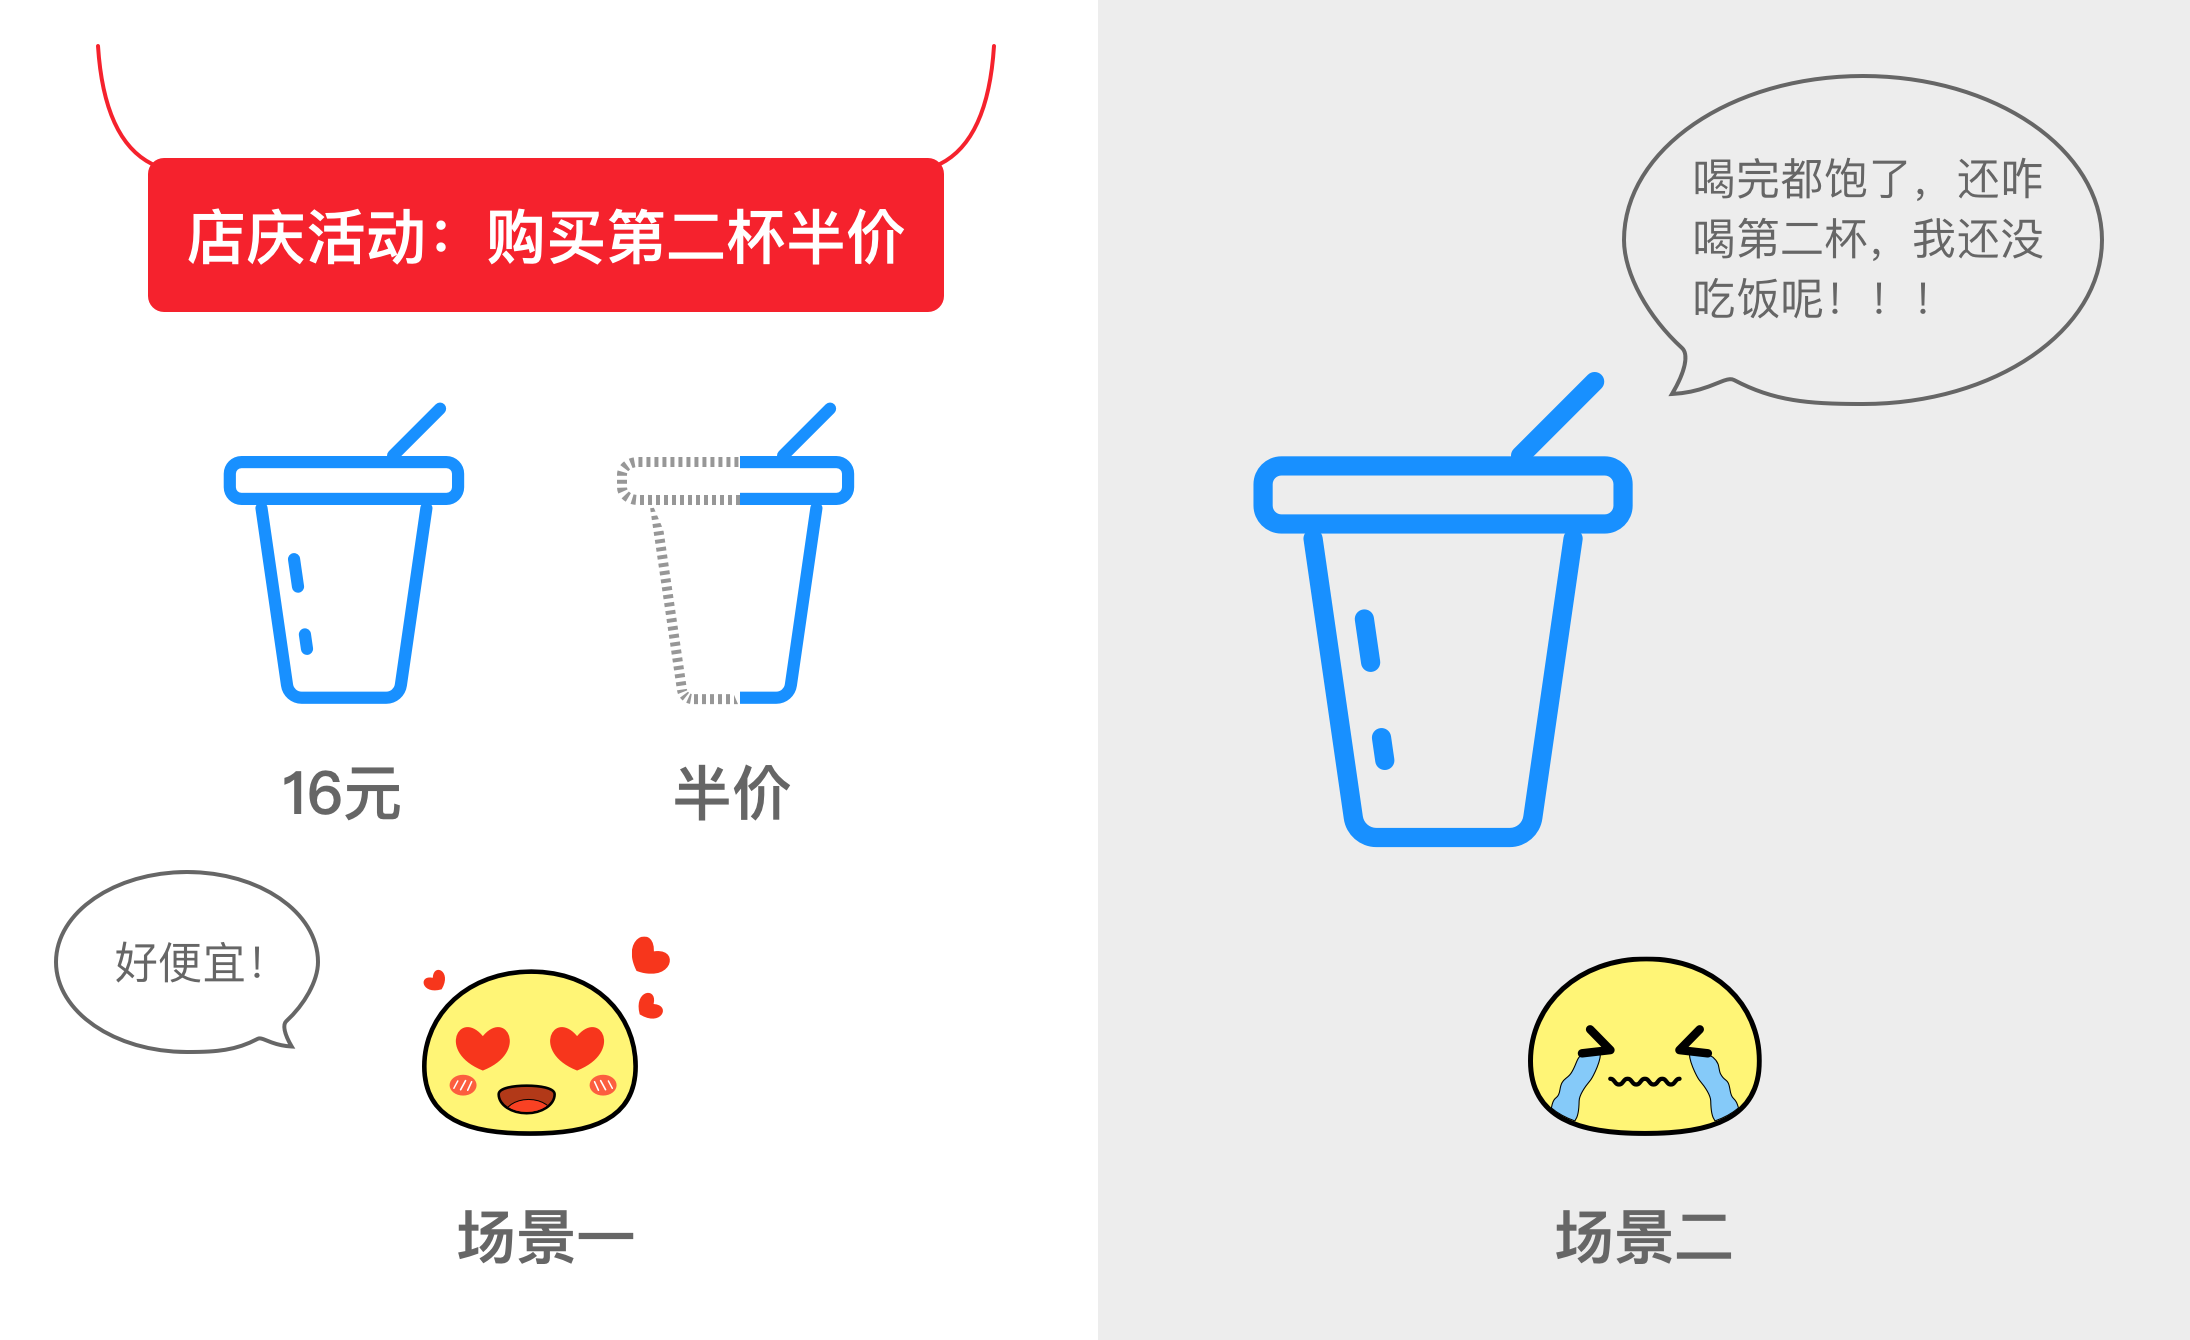 店庆活动：购买第二杯半价
16元
半价
好便宜！
场景一
喝完都饱了，还咋
喝第二杯，我还没
吃饭呢！！！
场景二